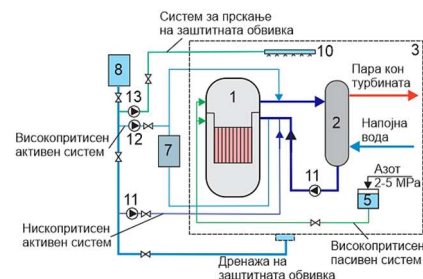 Систем за прскање
на заштитната обвивка
10
3
8
Пара кон
турбината
13
1
2
12
Високопритисен
активен систем
7
Напојна
вода
11
Азот
2-5 MPa
5
11
Нископритисен
активен систем
Високопритисен
пасивен систем
Дренажа на
заштитната обвивка